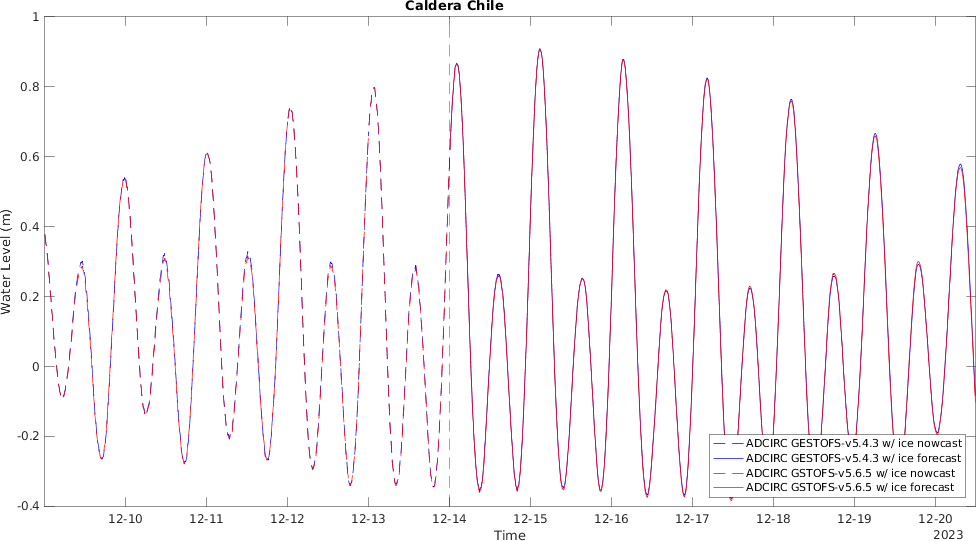 Caldera Chile
1
0.8
0.6
0.4
0.2
0
-0.2
-0.4
Water Level (m)
ADCIRC GESTOFS-v5.4.3 w/ ice nowcast
ADCIRC GESTOFS-v5.4.3 w/ ice forecast
ADCIRC GSTOFS-v5.6.5 w/ ice nowcast
ADCIRC GSTOFS-v5.6.5 w/ ice forecast
12-10 12-11 12-12 12-13 12-14 12-15 12-16 12-17 12-18 12-19 12-20
Time
2023